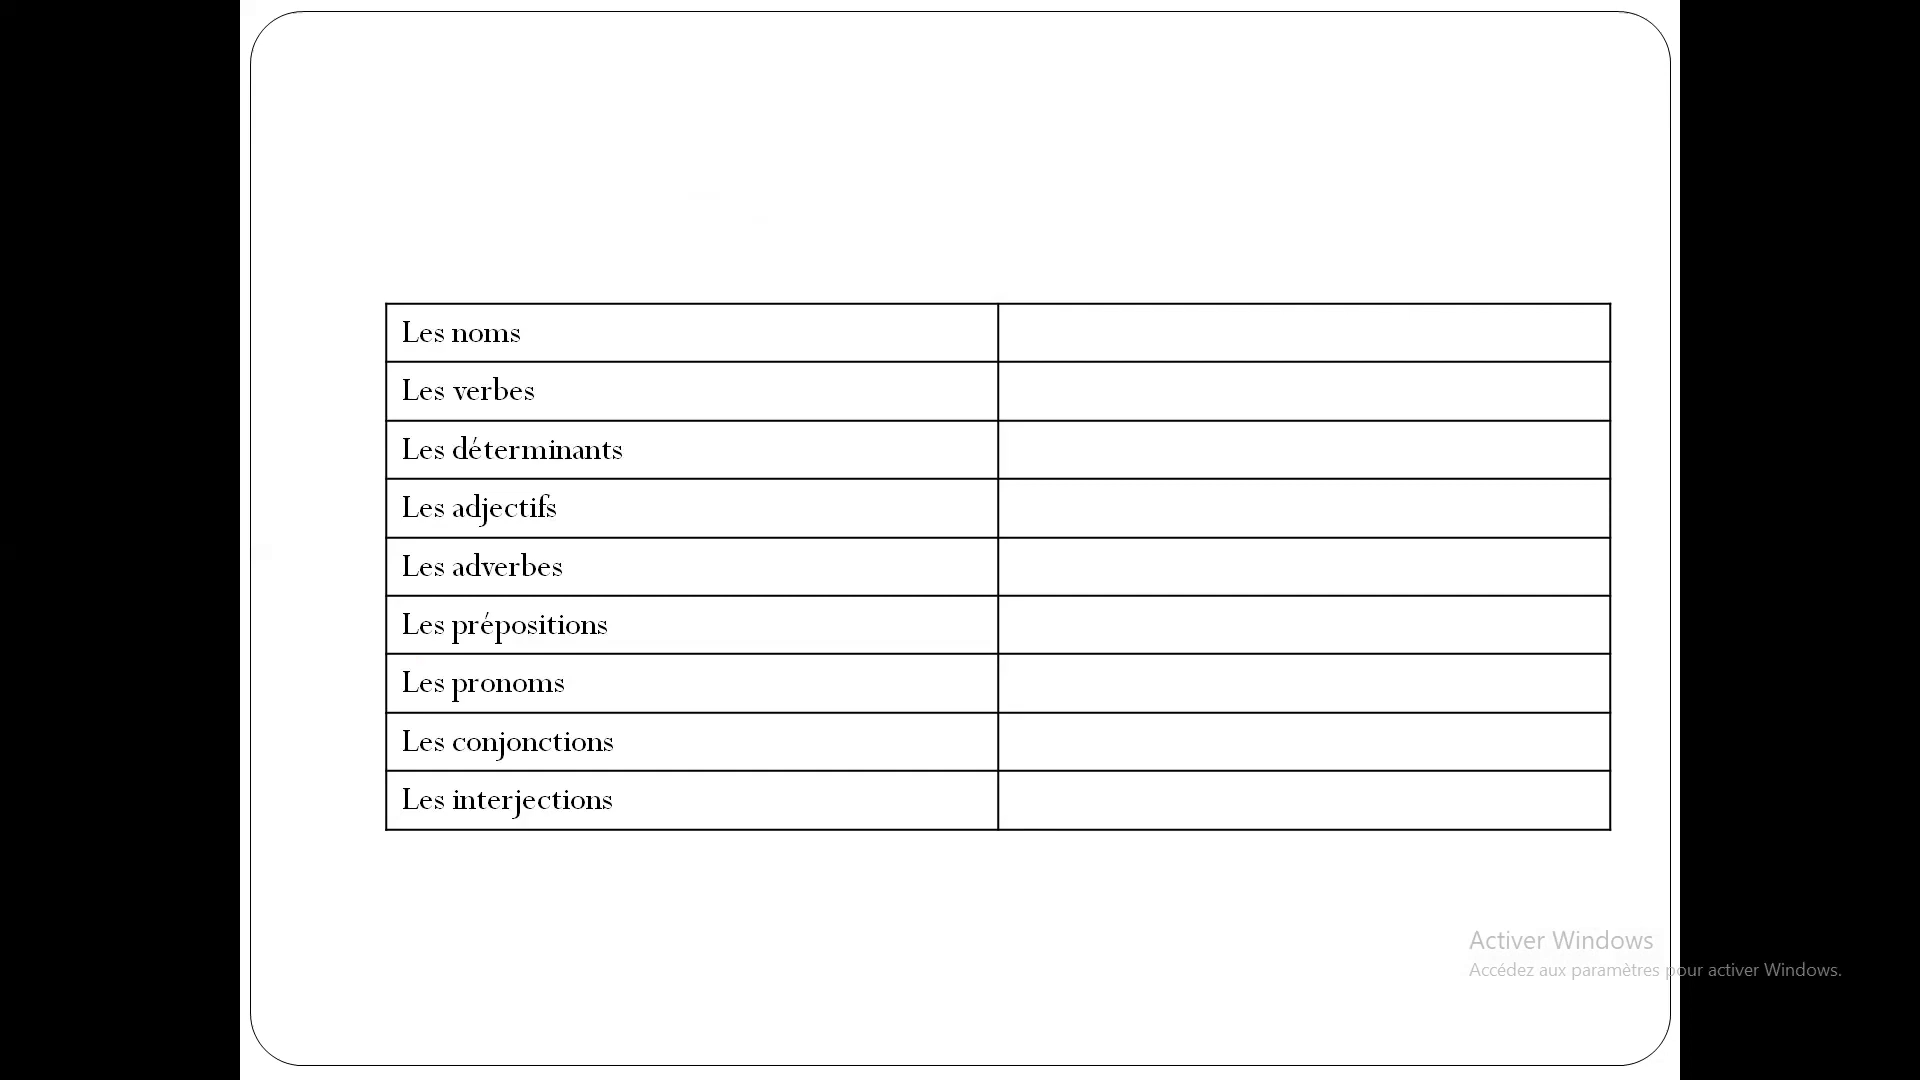 Les noms
Les verbes
Les déterminants
Les adjectifs
Les adverbes
Les prépositions
Les pronoms
Les conjonctions
Les interjections
Activer Windows
Accédez aux paramètres pour activer Windows.